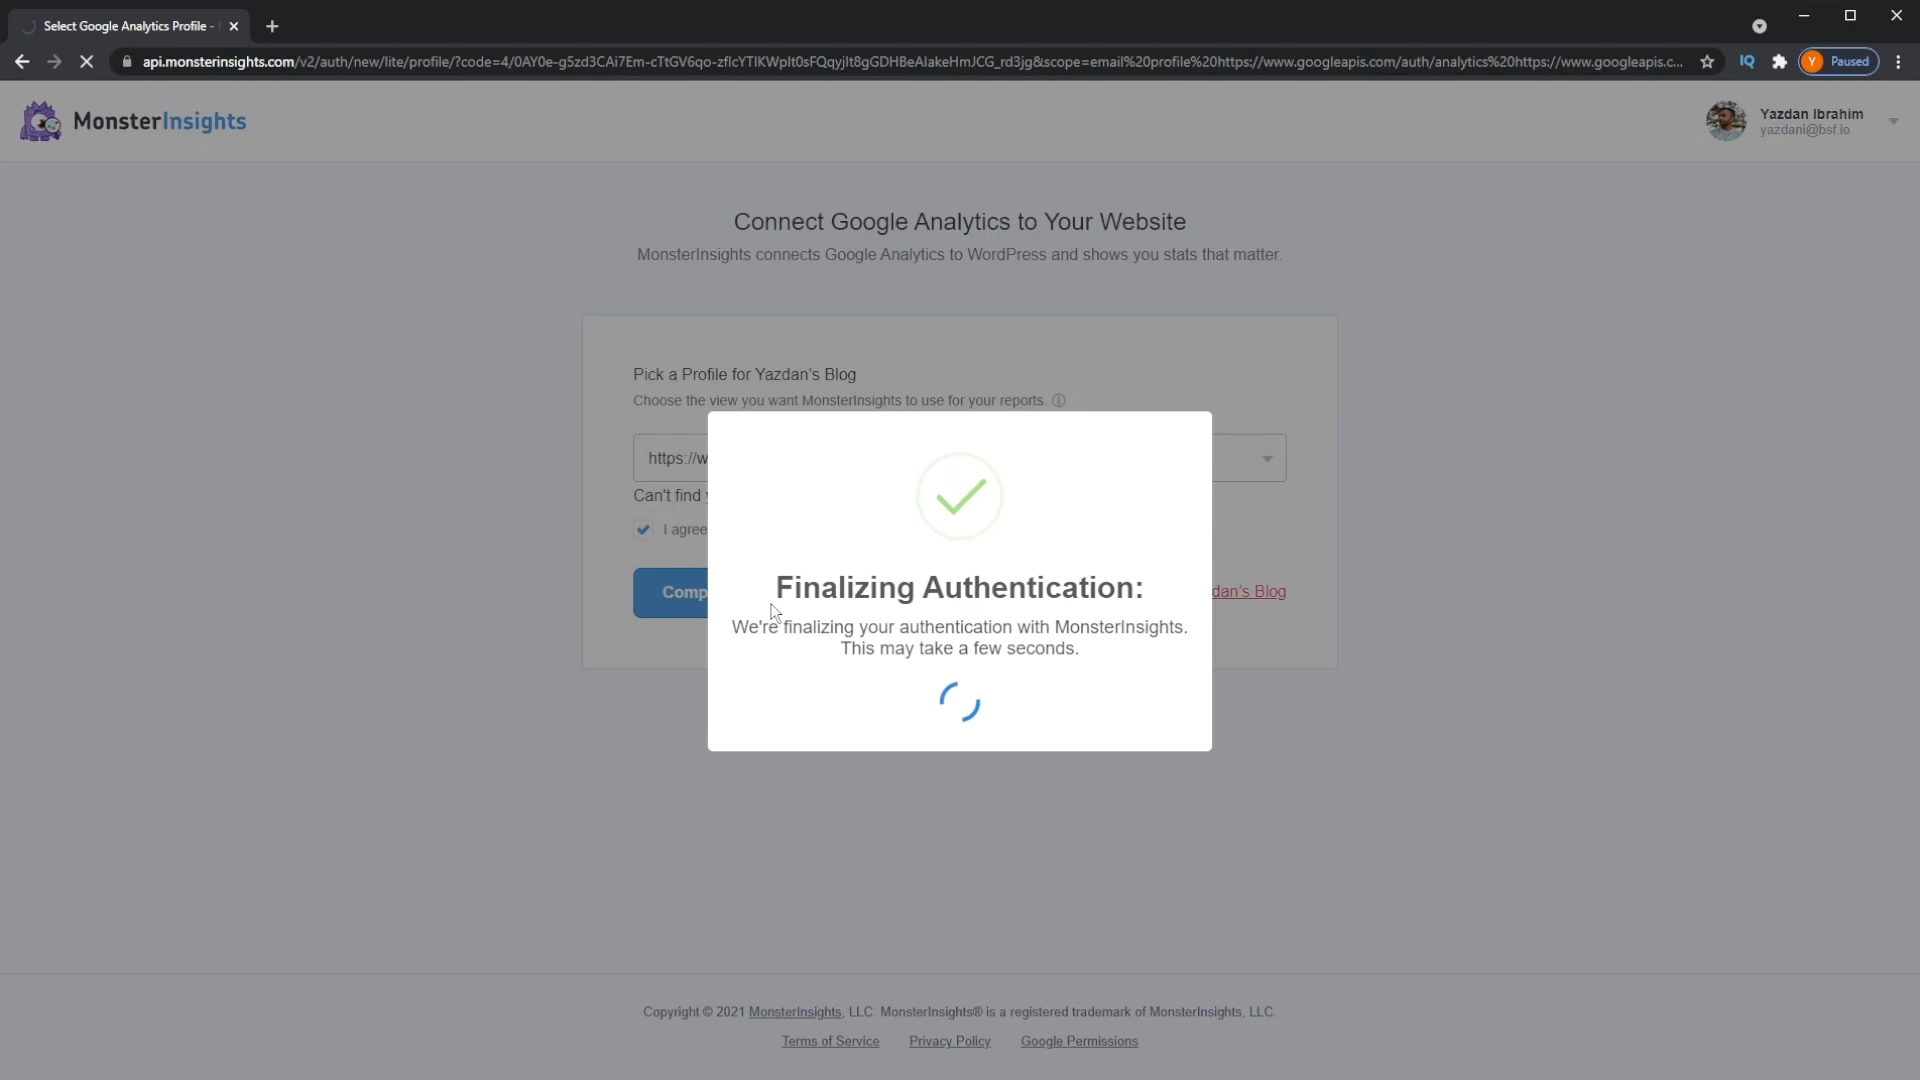 Select Google Analytics Profile -
api.monsterinsights.com/v2/auth/new/lite/profile/?code=4/0AY0e-g5zd3CAi7Em-cTtGV6qo-zflcYTlKWplt0sFQqyjlt8gGDHBeAlakeHmJCG_rd3jg&scope=email%20profile%20https://www.googleapis.com/auth/analytics%20https://www.googleapis.c...
IQ
Y Paused
MonsterInsights
Yazdan Ibrahim
yazdani@bsf.io
Connect Google Analytics to Your Website
MonsterInsights connects Google Analytics to WordPress and shows you stats that matter.
Pick a Profile for Yazdan's Blog
Choose the view you want MonsterInsights to use for your reports.
https://w
Can't find
I agree
Comp
dan's Blog
Finalizing Authentication:
We're finalizing your authentication with MonsterInsights.
This may take a few seconds.
Copyright © 2021 MonsterInsights, LLC. MonsterInsights® is a registered trademark of MonsterInsights, LLC.
Terms of Service Privacy Policy Google Permissions